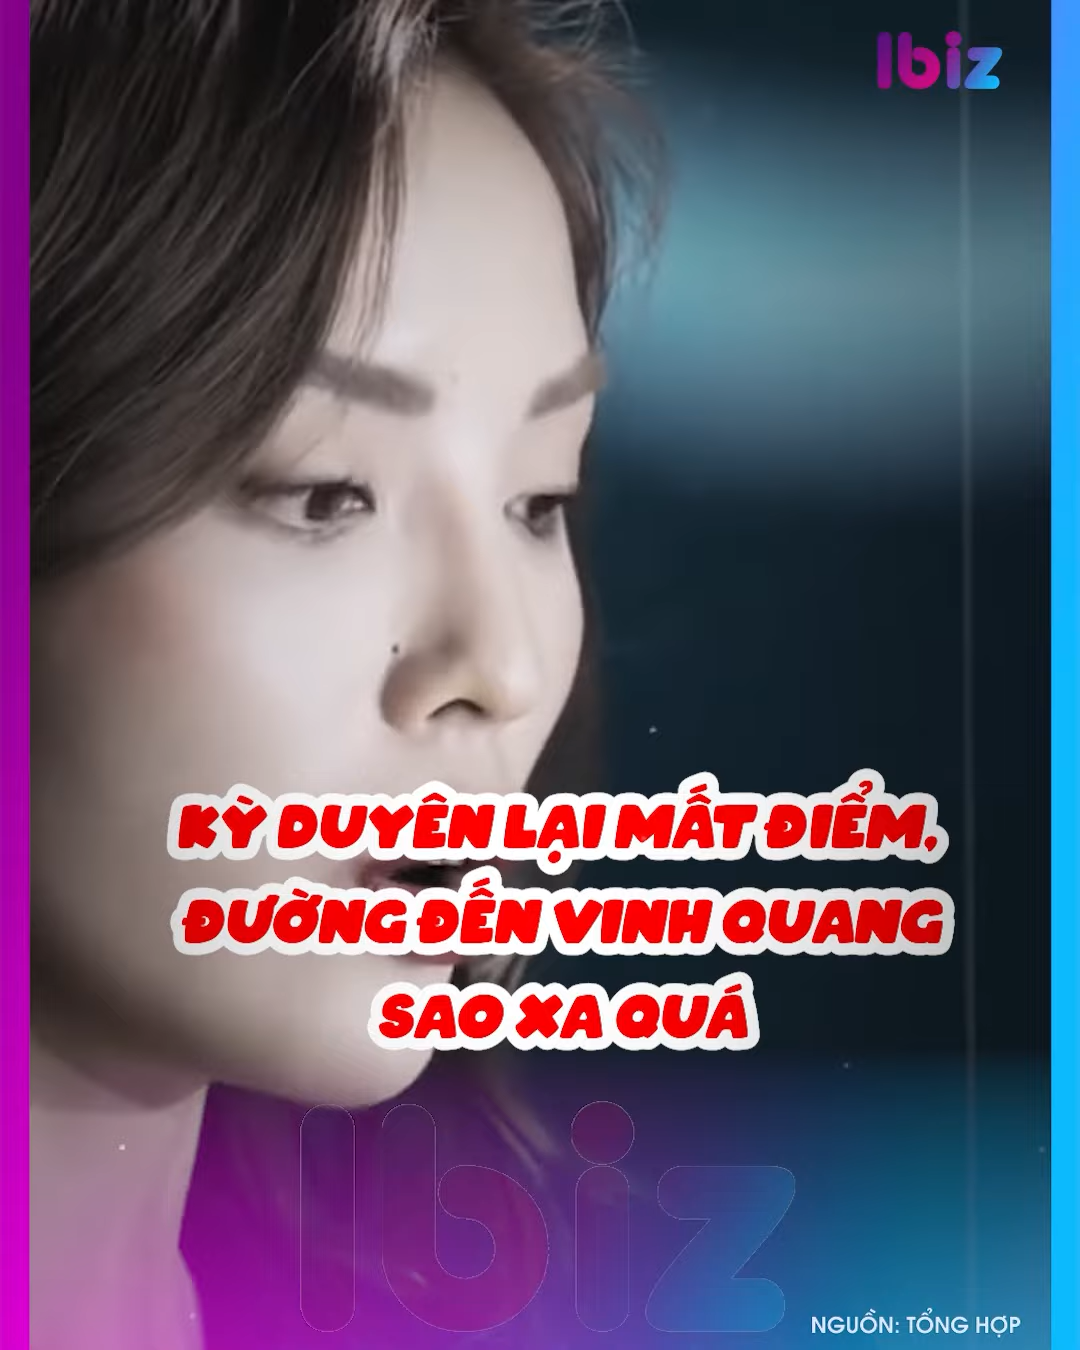 Ibiz
KỲ DUYÊN LẠI MẤT ĐIỂM,
ĐƯỜNG ĐẾN VINH QUANG
SAO XA QUÁ
Ibiz
NGUỒN: TỔNG HỢP